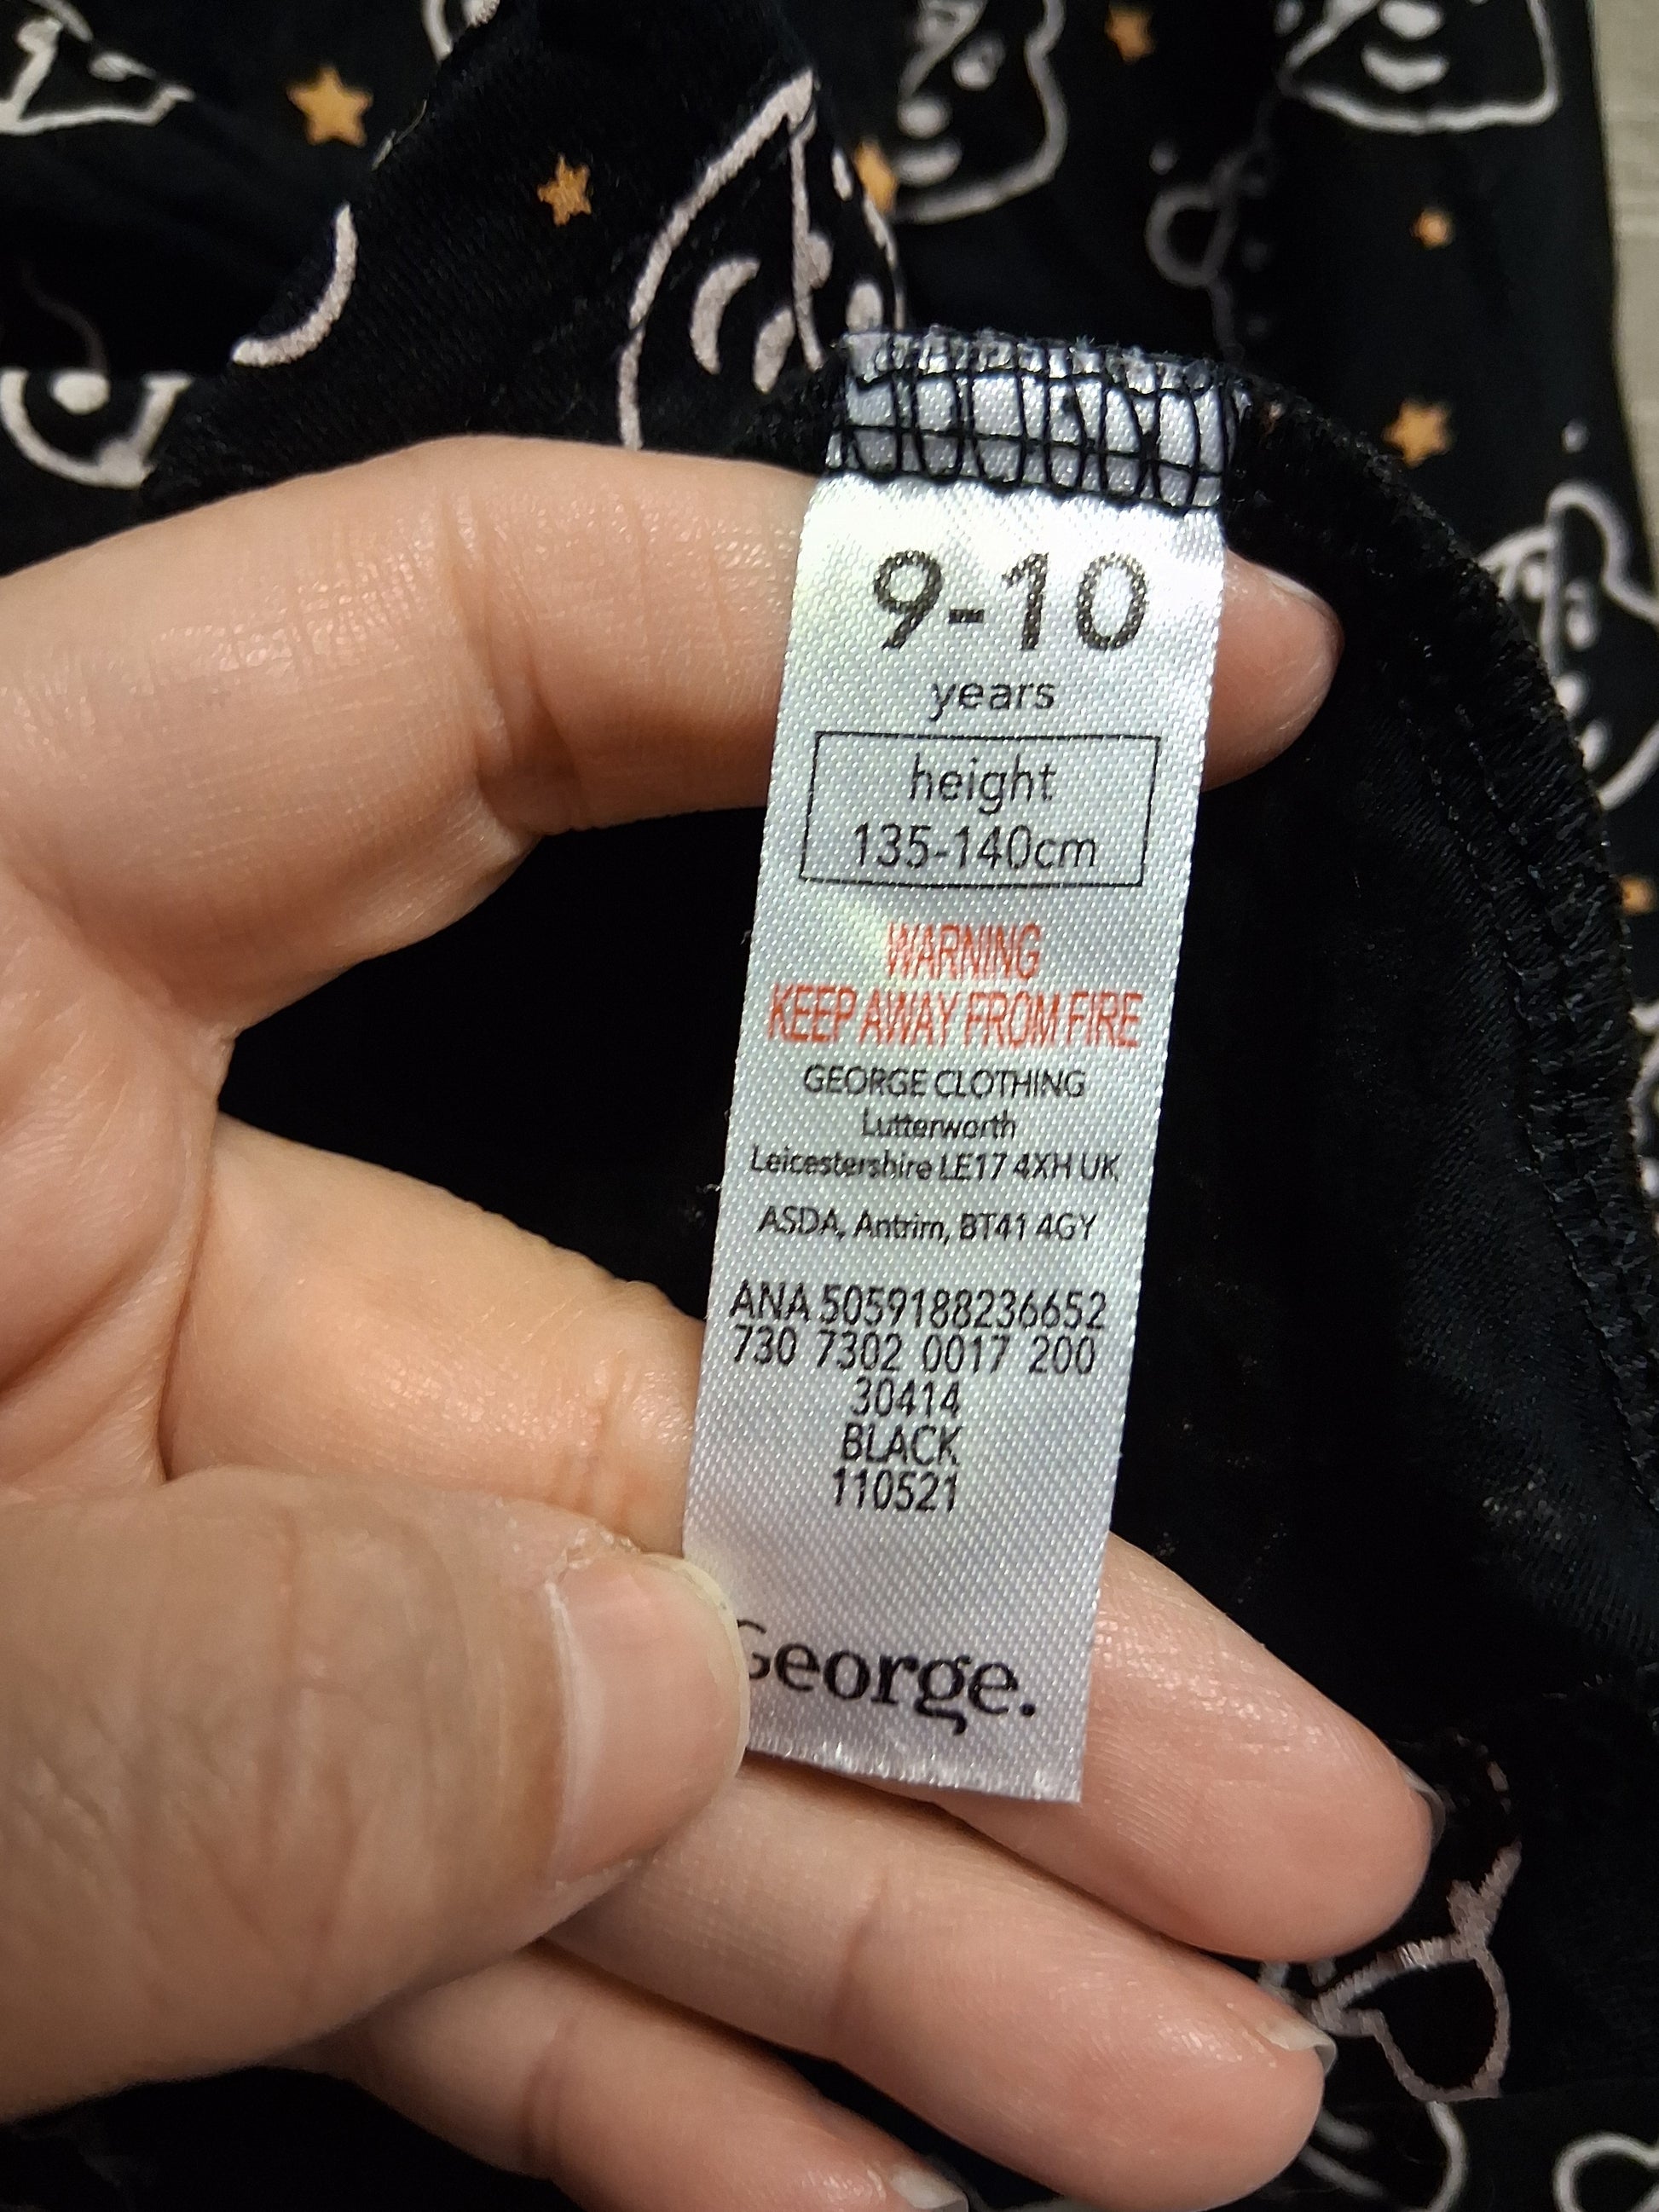 9-10
years
height
135-140cm
WARNING
KEEP AWAY FROM FIRE
GEORGE CLOTHING
Lutterworth
Leicestershire LE17 4XH UK
ASDA, Antrim, BT41 4GY
ANA 5059188236652
730 7302 0017 200
30414
BLACK
110521
George.